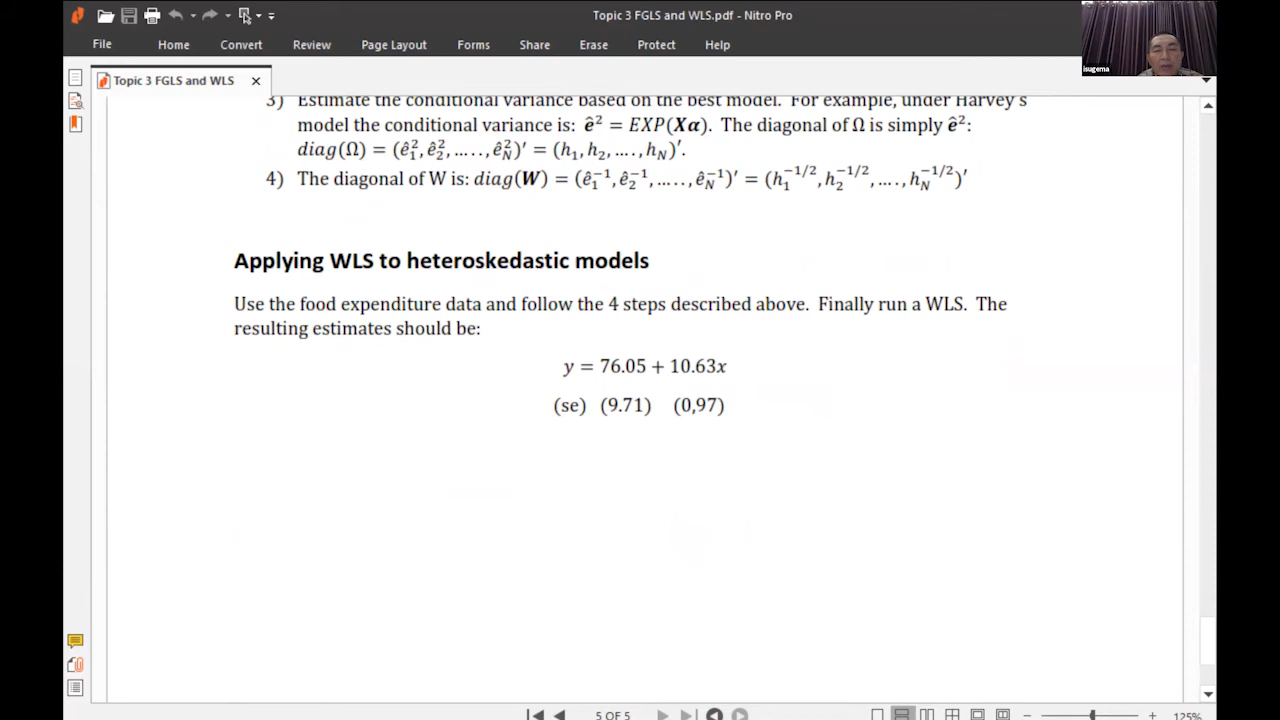 Topic 3 FGLS and WLS.pdf - Nitro Pro
File Home Convert Review Page Layout Forms Share Erase Protect Help
isugema
Topic 3 FGLS and WLS
3) Estimate the conditional variance based on the best model. For example, under Harvey's
model the conditional variance is: ê² = EXP(Xα). The diagonal of Ω is simply ê²:
diag(Ω) = (ê₁², ê₂², … . . , ê_N²)′ = (h₁, h₂, … . , h_N)′.
4) The diagonal of W is: diag(W) = (ê₁⁻¹, ê₂⁻¹, … . . , ê_N⁻¹)′ = (h₁^−1/2, h₂^−1/2, … . , h_N^−1/2)′
Applying WLS to heteroskedastic models
Use the food expenditure data and follow the 4 steps described above. Finally run a WLS. The
resulting estimates should be:
y = 76.05 + 10.63x
(se) (9.71) (0,97)
5 OF 5
125%